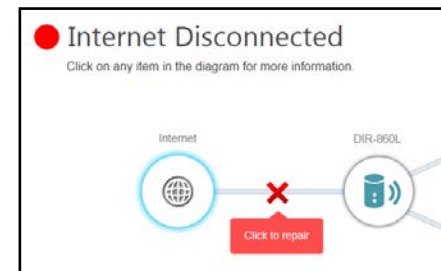 Internet Disconnected
Click on any item in the diagram for more information.
Internet
DIR-860L
Click to repair